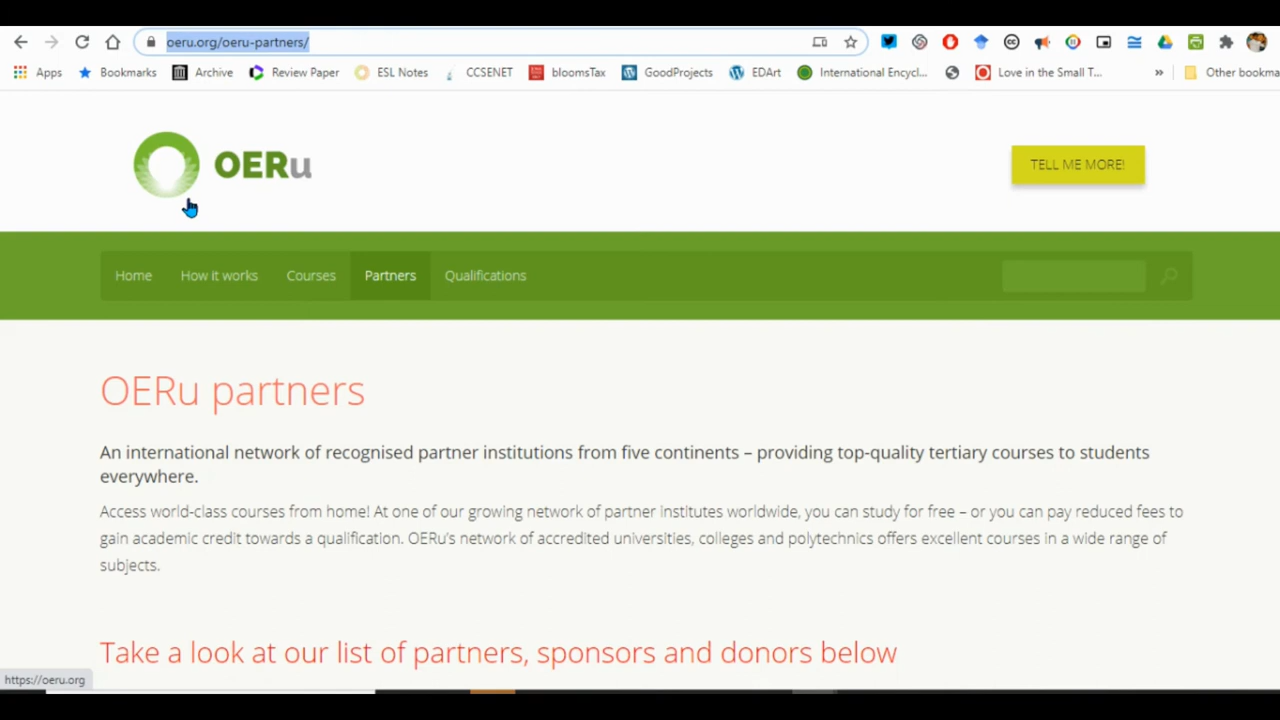 oeru.org/oeru-partners/
Apps Bookmarks Archive Review Paper ESL Notes CCSENET bloomsTax GoodProjects EDArt International Encycl... Love in the Small T... » Other bookma
OERu
TELL ME MORE!
Home How it works Courses Partners Qualifications
OERu partners
An international network of recognised partner institutions from five continents – providing top-quality tertiary courses to students
everywhere.
Access world-class courses from home! At one of our growing network of partner institutes worldwide, you can study for free – or you can pay reduced fees to
gain academic credit towards a qualification. OERu's network of accredited universities, colleges and polytechnics offers excellent courses in a wide range of
subjects.
Take a look at our list of partners, sponsors and donors below
https://oeru.org